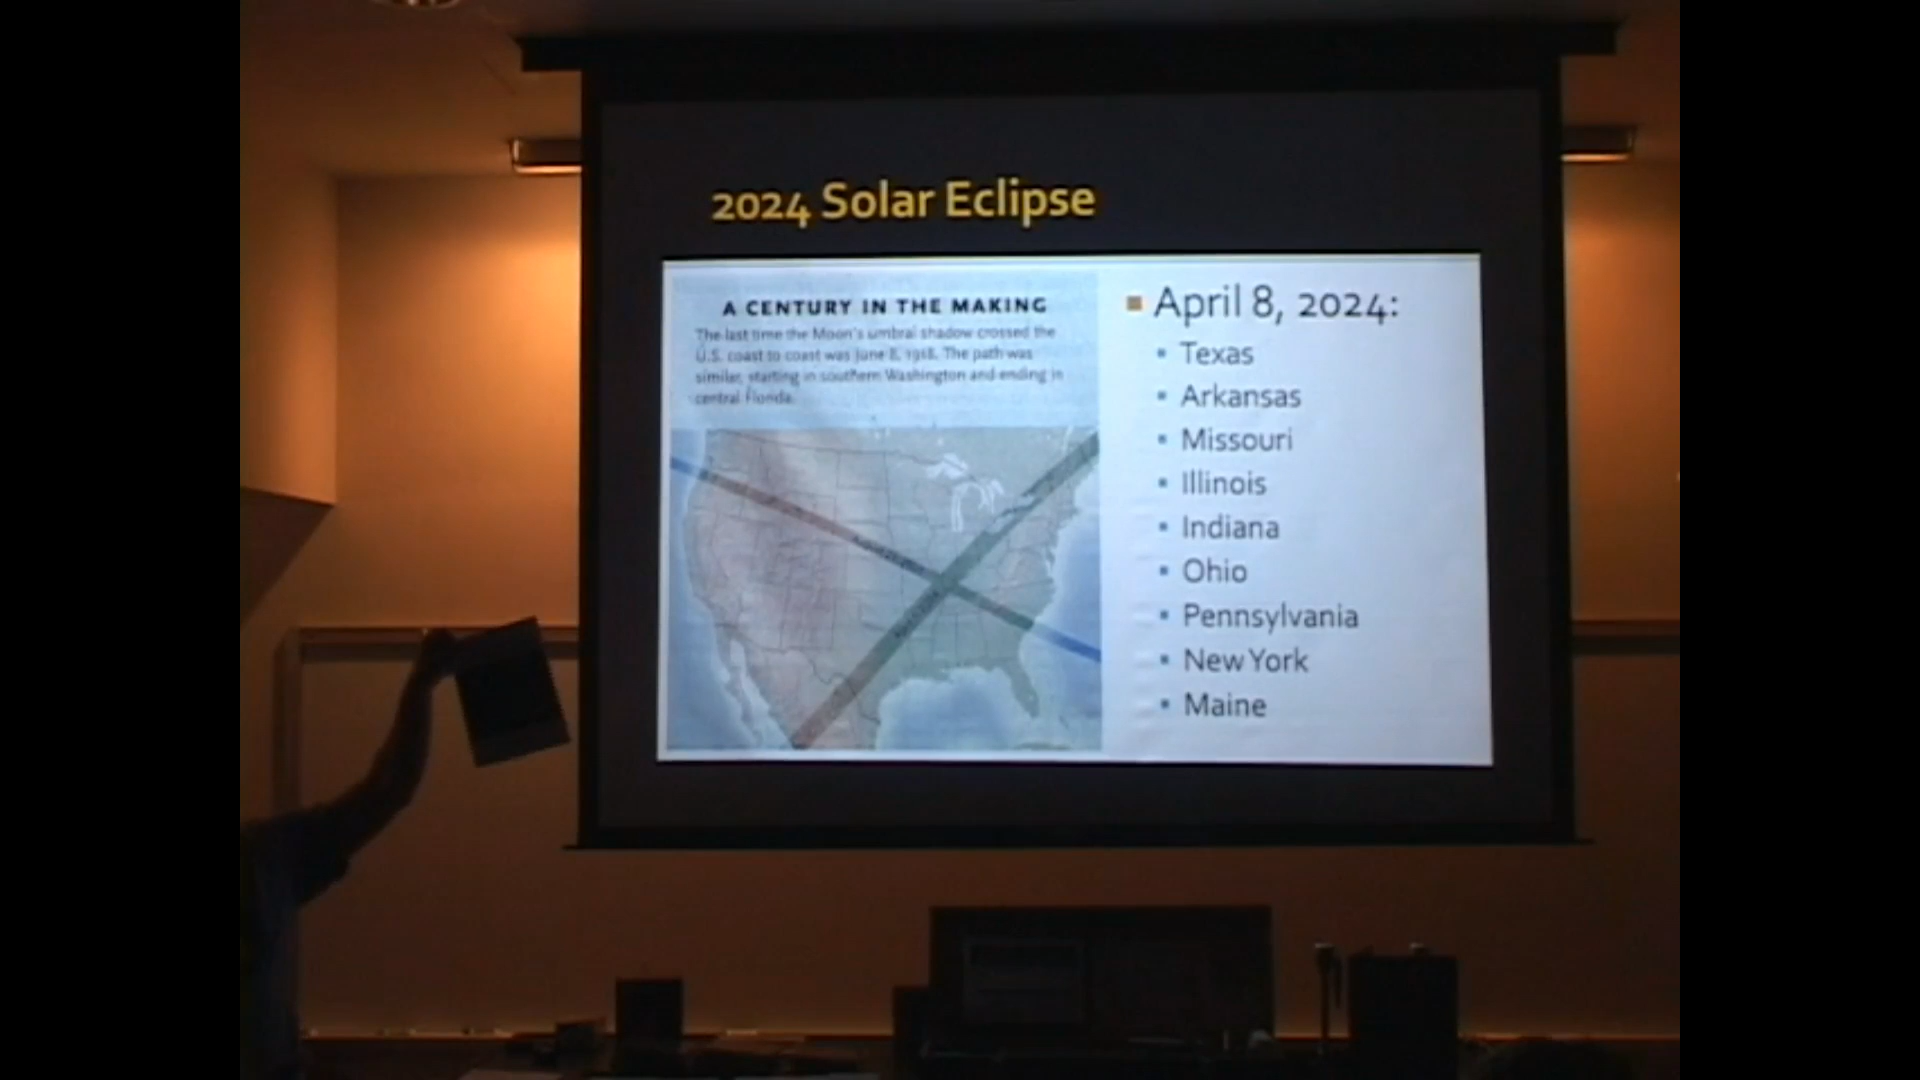 2024 Solar Eclipse
A CENTURY IN THE MAKING
The last time the Moon's umbral shadow crossed the
U.S. coast to coast was June 8, 1918. The path was
similar, starting in southern Washington and ending in
central Florida.
April 8, 2024:
Texas
Arkansas
Missouri
Illinois
Indiana
Ohio
Pennsylvania
New York
Maine